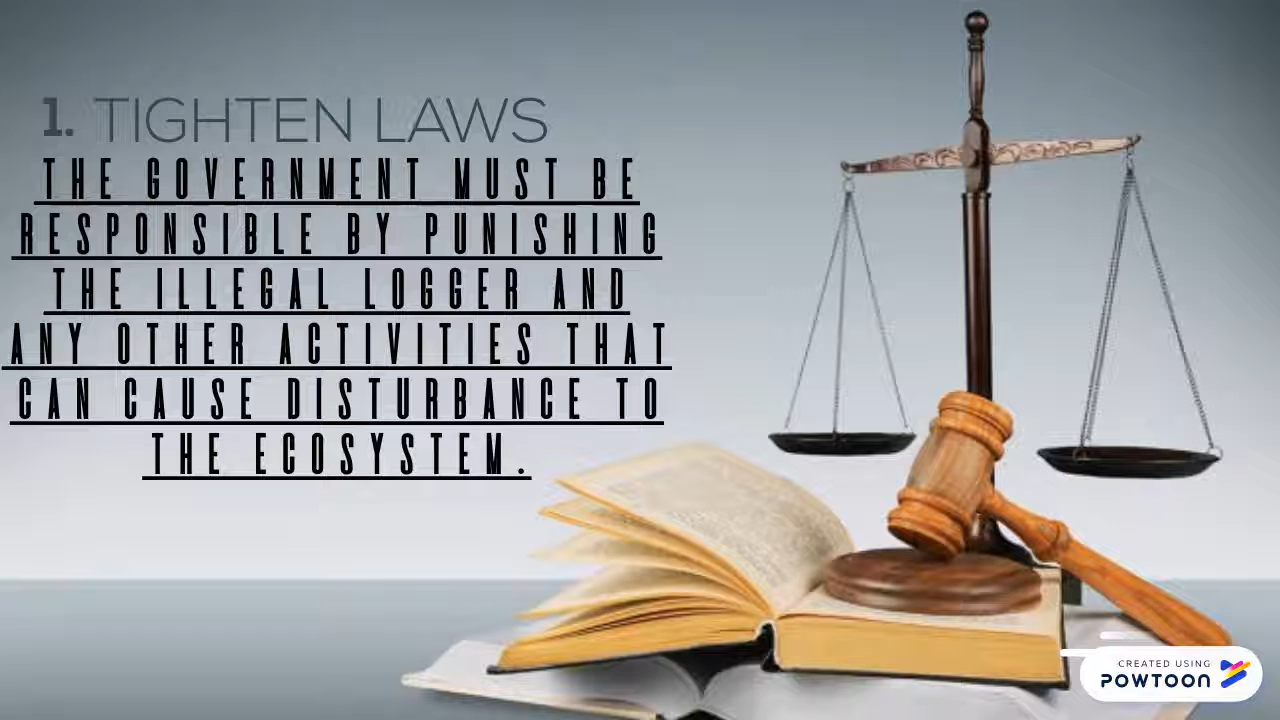 1. TIGHTEN LAWS
THE GOVERNMENT MUST BE
RESPONSIBLE BY PUNISHING
THE ILLEGAL LOGGER AND
ANY OTHER ACTIVITIES THAT
CAN CAUSE DISTURBANCE TO
THE ECOSYSTEM.
CREATED USING
POWTOON